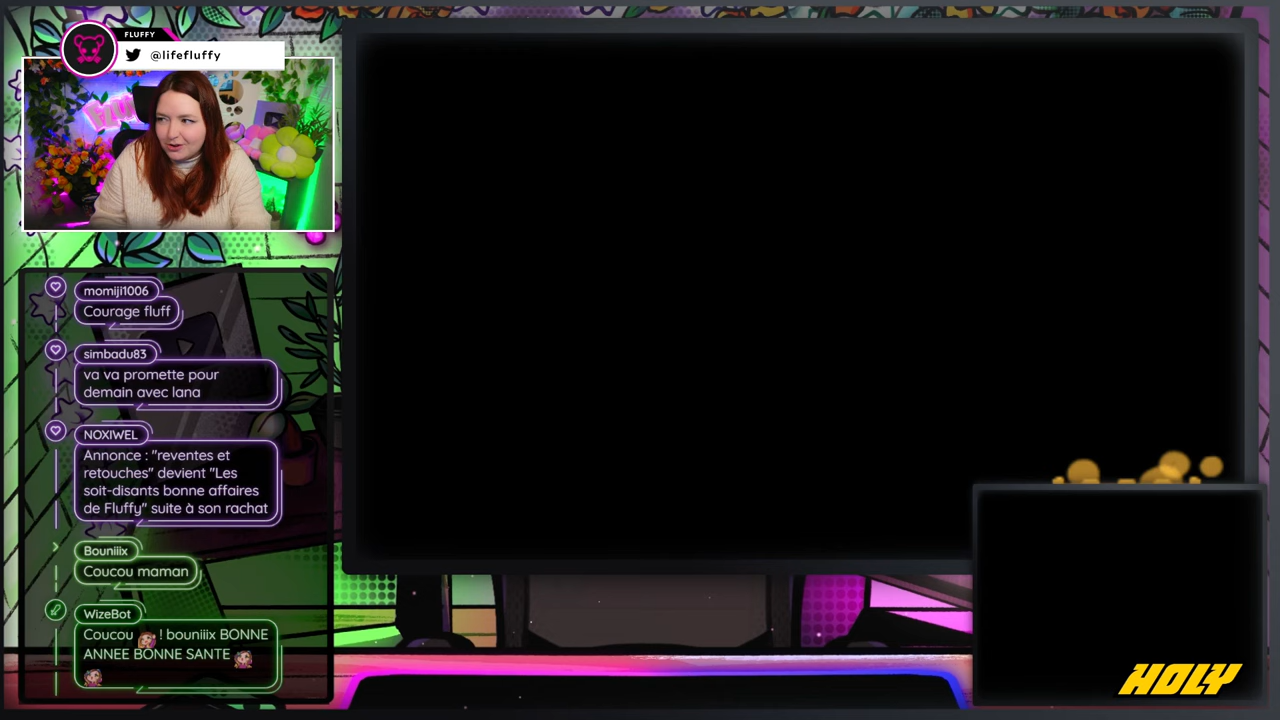 FLUFFY
@lifefluffy
momiji1006
Courage fluff
simbadu83
va va promette pour
demain avec lana
NOXIWEL
Annonce : "reventes et
retouches" devient "Les
soit-disants bonne affaires
de Fluffy" suite à son rachat
Bouniiix
Coucou maman
WizeBot
Coucou ! bouniiix BONNE
ANNEE BONNE SANTE
HOLY